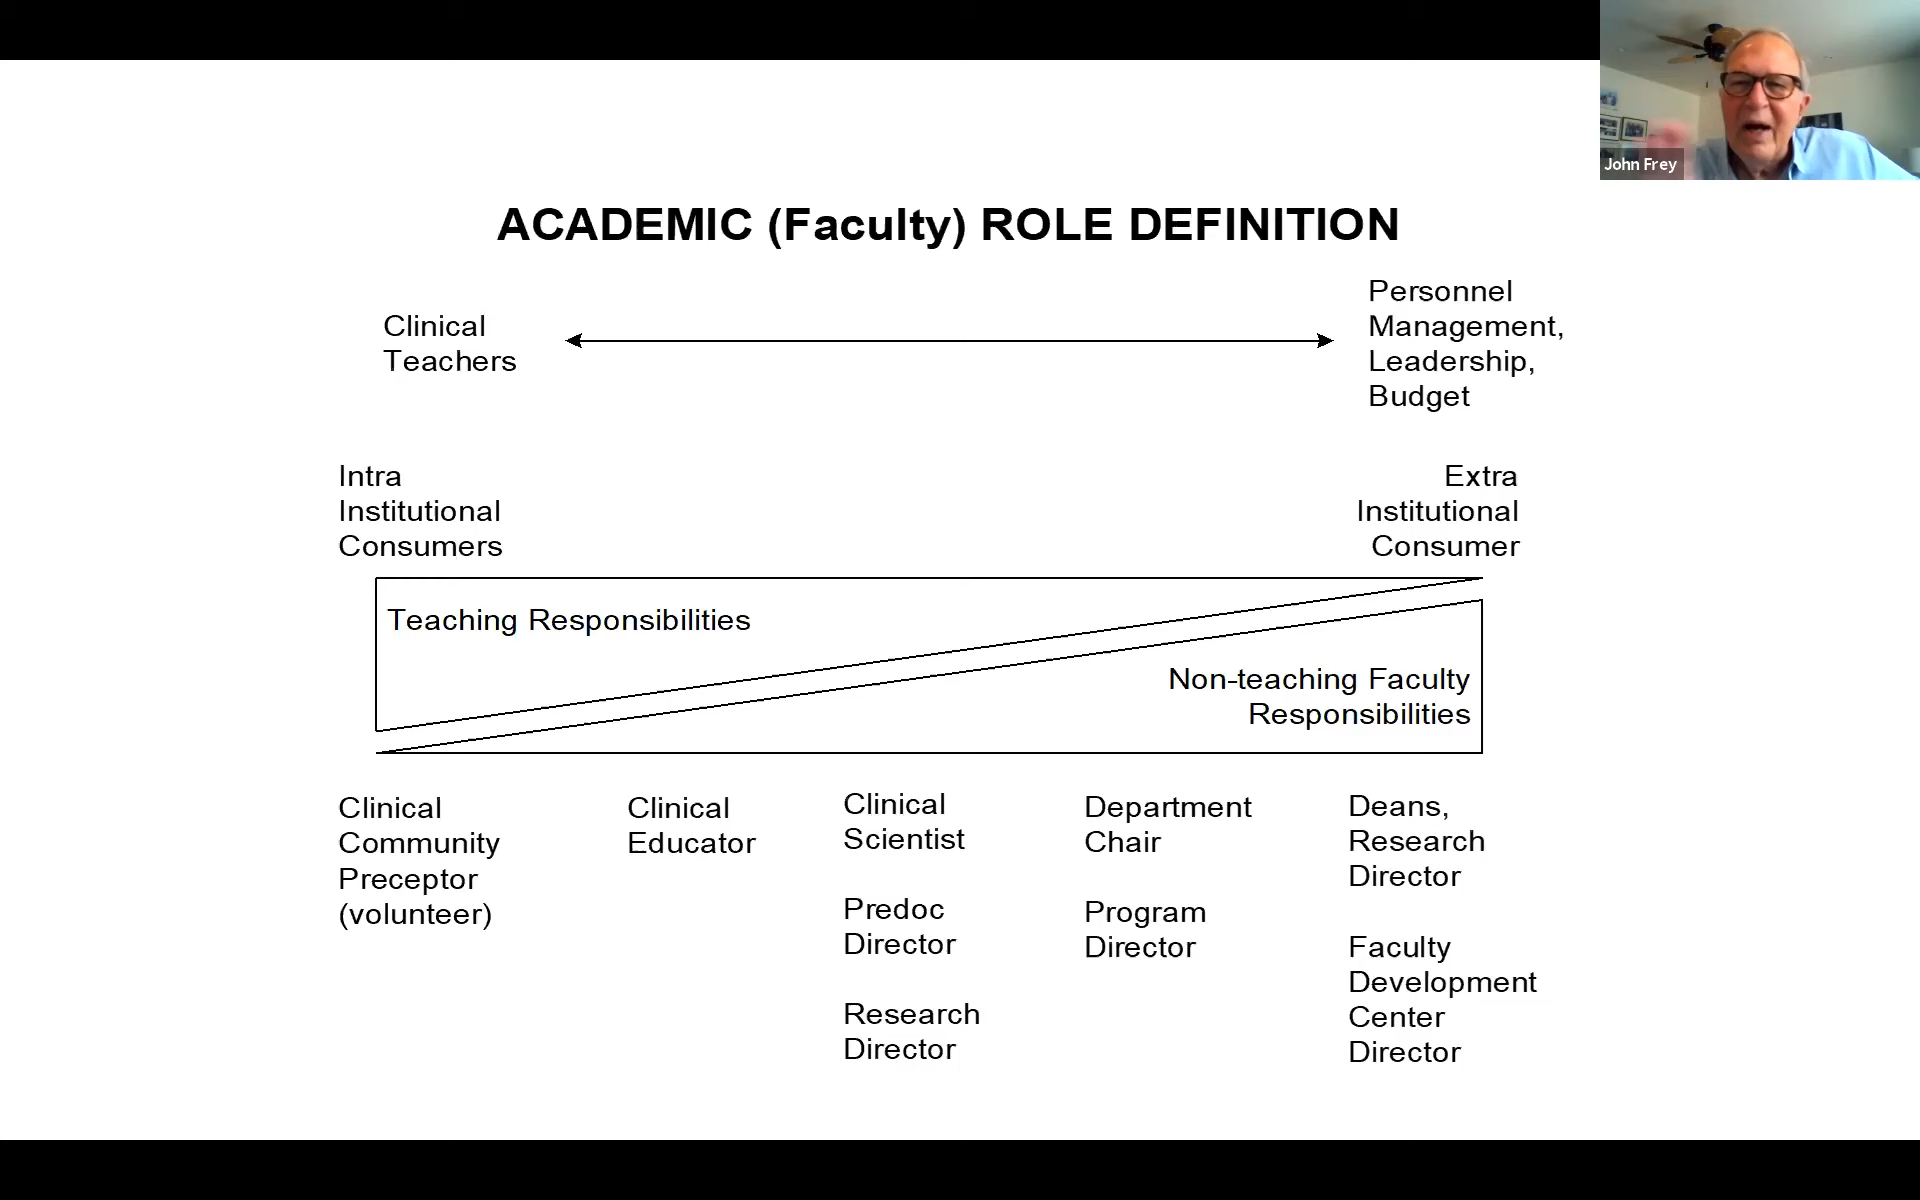 John Frey
ACADEMIC (Faculty) ROLE DEFINITION
Clinical
Teachers
Personnel
Management,
Leadership,
Budget
Intra
Institutional
Consumers
Extra
Institutional
Consumer
Teaching Responsibilities
Non-teaching Faculty
Responsibilities
Clinical
Community
Preceptor
(volunteer)
Clinical
Educator
Clinical
Scientist
Predoc
Director
Research
Director
Department
Chair
Program
Director
Deans,
Research
Director
Faculty
Development
Center
Director